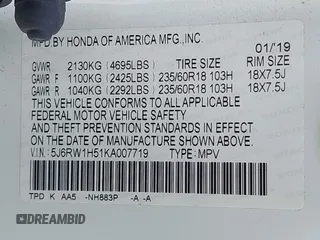 MFD.BY HONDA OF AMERICA MFG.,INC.
01/'19
GVWR 2130KG (4695LBS) TIRE SIZE RIM SIZE
GAWR F 1100KG (2425LBS) 235/60R18 103H 18X7.5J
GAWR R 1040KG (2292LBS) 235/60R18 103H 18X7.5J
THIS VEHICLE CONFORMS TO ALL APPLICABLE
FEDERAL MOTOR VEHICLE SAFETY AND
THEFT PREVENTION STANDARDS IN EFFECT ON
THE DATE OF MANUFACTURE SHOWN ABOVE.
V.I.N: 5J6RW1H51KA007719 TYPE: MPV
TPD K AA5 -NH883P -A -A
DREAMBID